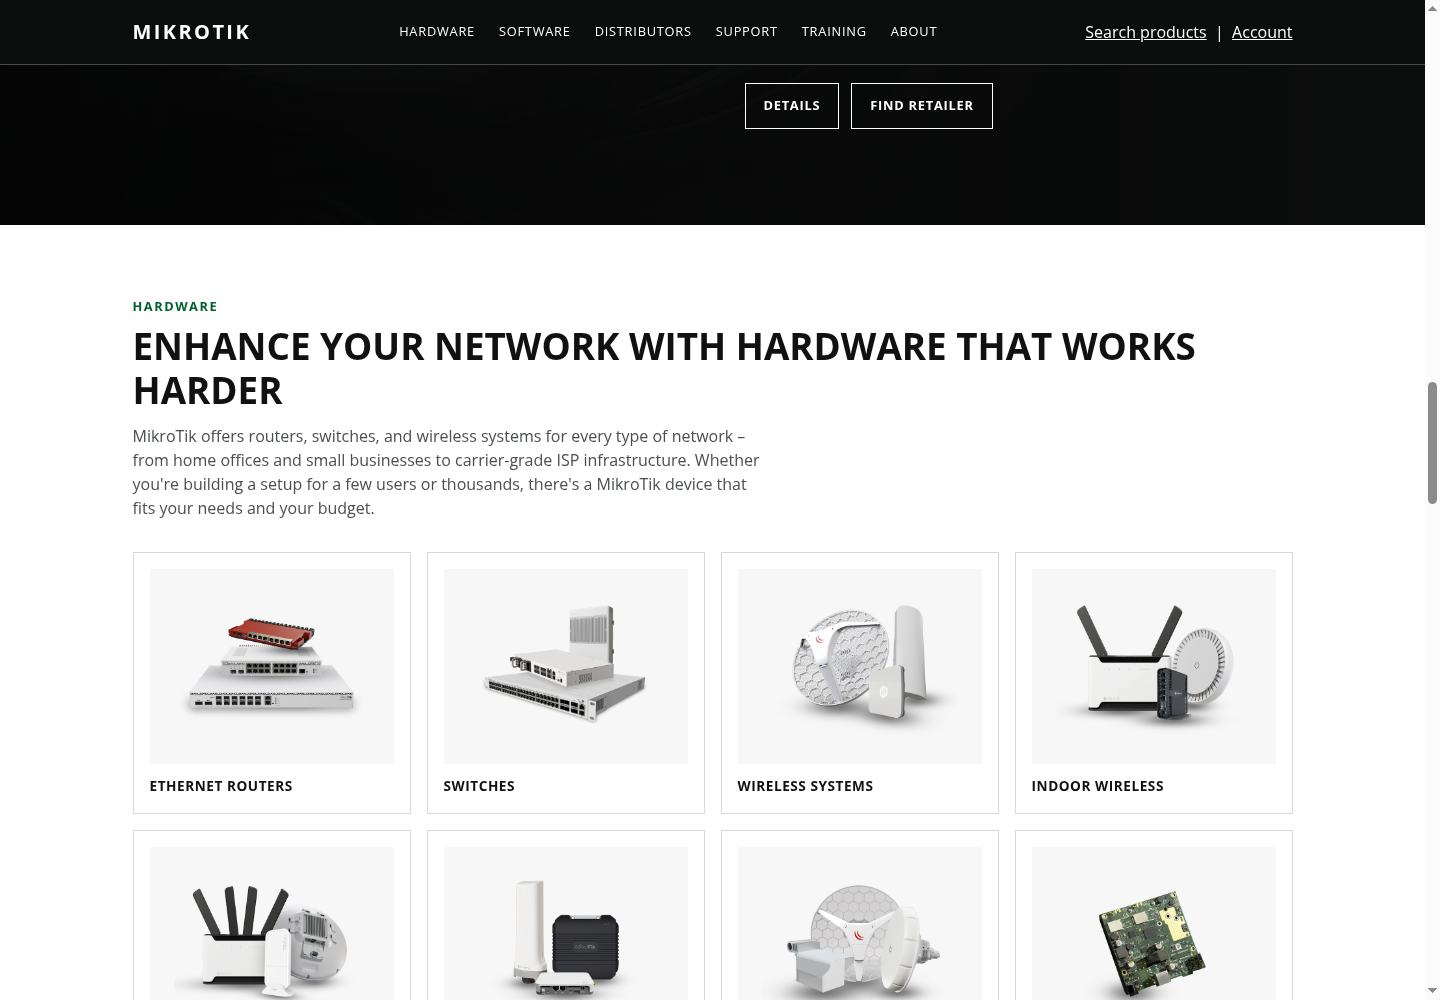 MIKROTIK
HARDWARE SOFTWARE DISTRIBUTORS SUPPORT TRAINING ABOUT
Search products | Account
DETAILS
FIND RETAILER
HARDWARE
ENHANCE YOUR NETWORK WITH HARDWARE THAT WORKS
HARDER
MikroTik offers routers, switches, and wireless systems for every type of network –
from home offices and small businesses to carrier-grade ISP infrastructure. Whether
you're building a setup for a few users or thousands, there's a MikroTik device that
fits your needs and your budget.
ETHERNET ROUTERS
SWITCHES
WIRELESS SYSTEMS
INDOOR WIRELESS